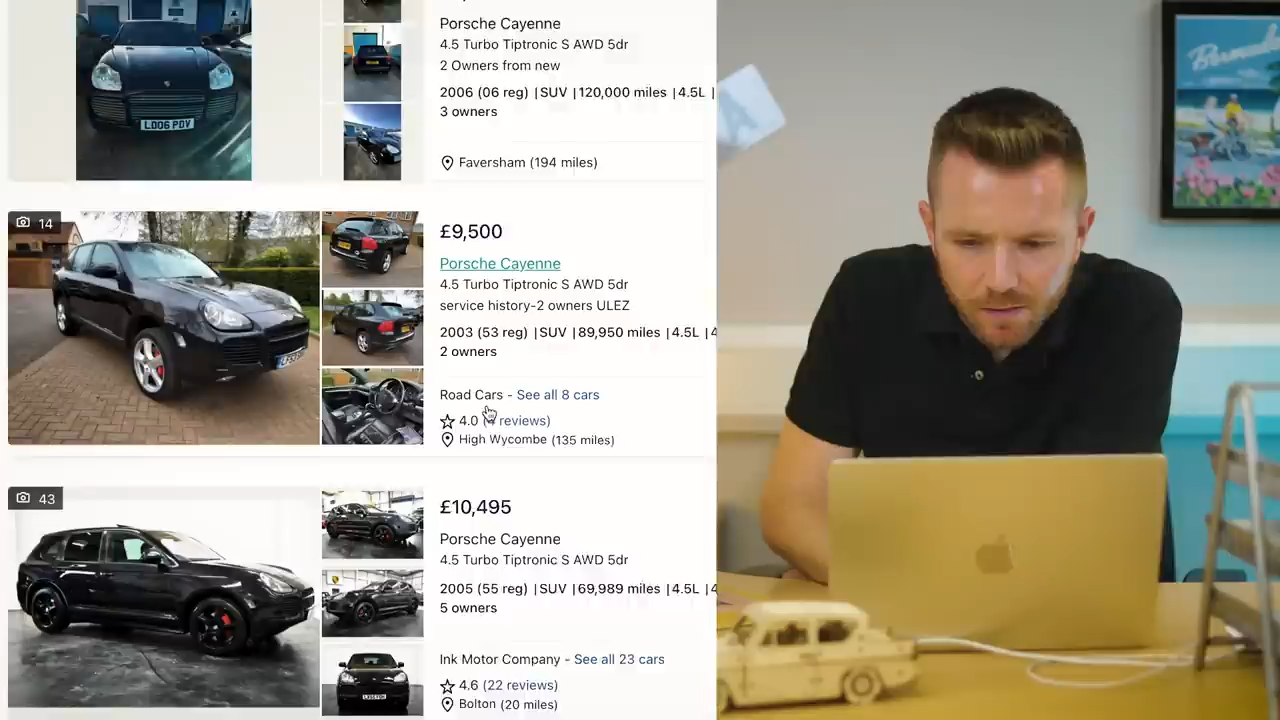 Porsche Cayenne
4.5 Turbo Tiptronic S AWD 5dr
2 Owners from new
2006 (06 reg) | SUV | 120,000 miles | 4.5L |
3 owners
Faversham (194 miles)
LO06 PDV
14
£9,500
Porsche Cayenne
4.5 Turbo Tiptronic S AWD 5dr
service history-2 owners ULEZ
2003 (53 reg) | SUV | 89,950 miles | 4.5L | 4
2 owners
Road Cars - See all 8 cars
4.0 ( reviews)
High Wycombe (135 miles)
43
£10,495
Porsche Cayenne
4.5 Turbo Tiptronic S AWD 5dr
2005 (55 reg) | SUV | 69,989 miles | 4.5L | 4
5 owners
Ink Motor Company - See all 23 cars
4.6 (22 reviews)
Bolton (20 miles)